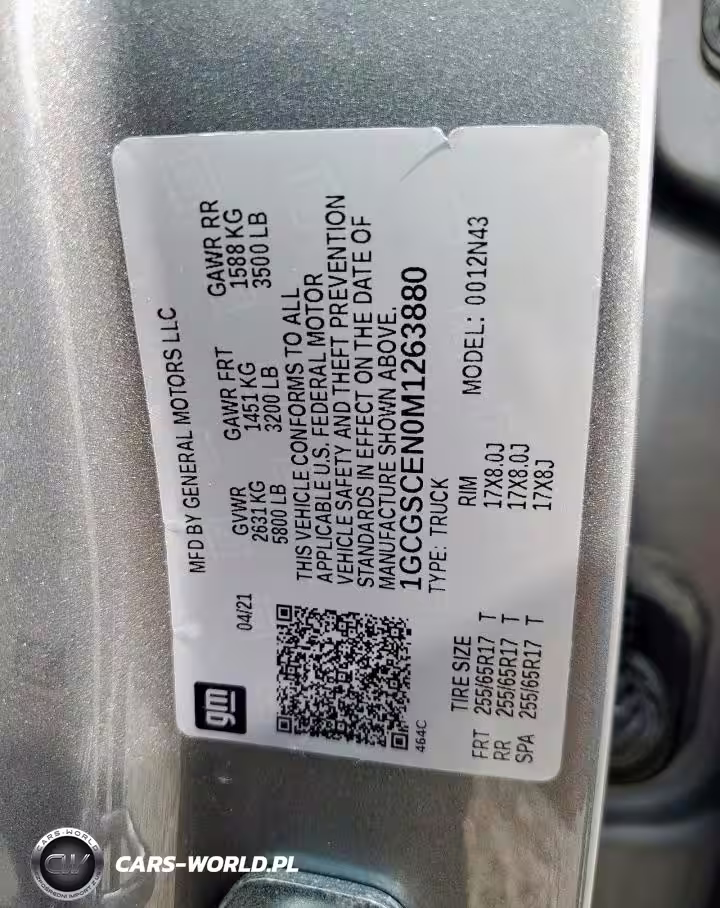 gm
04/21
MFD BY GENERAL MOTORS LLC
GVWR GAWR FRT GAWR RR
2631 KG 1451 KG 1588 KG
5800 LB 3200 LB 3500 LB
THIS VEHICLE CONFORMS TO ALL
APPLICABLE U.S. FEDERAL MOTOR
VEHICLE SAFETY AND THEFT PREVENTION
STANDARDS IN EFFECT ON THE DATE OF
MANUFACTURE SHOWN ABOVE.
1GCGSCEN0M1263880
464C
TYPE: TRUCK MODEL: 0012N43
TIRE SIZE RIM
FRT 255/65R17 T 17X8.0J
RR 255/65R17 T 17X8.0J
SPA 255/65R17 T 17X8J
CARS-WORLD
CW
CARS-WORLD.PL